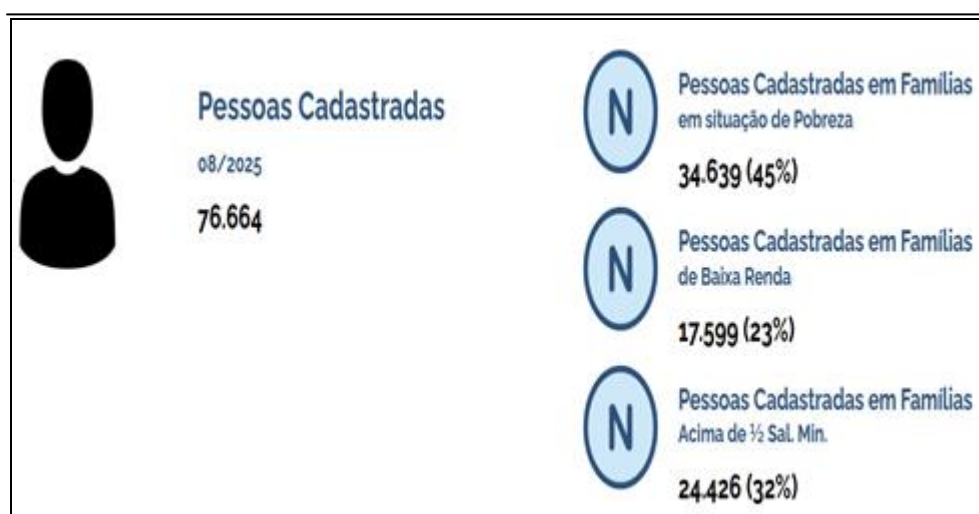 Pessoas Cadastradas
08/2025
76.664
N
Pessoas Cadastradas em Famílias
em situação de Pobreza
34.639 (45%)
N
Pessoas Cadastradas em Famílias
de Baixa Renda
17.599 (23%)
N
Pessoas Cadastradas em Famílias
Acima de ½ Sal. Min.
24.426 (32%)